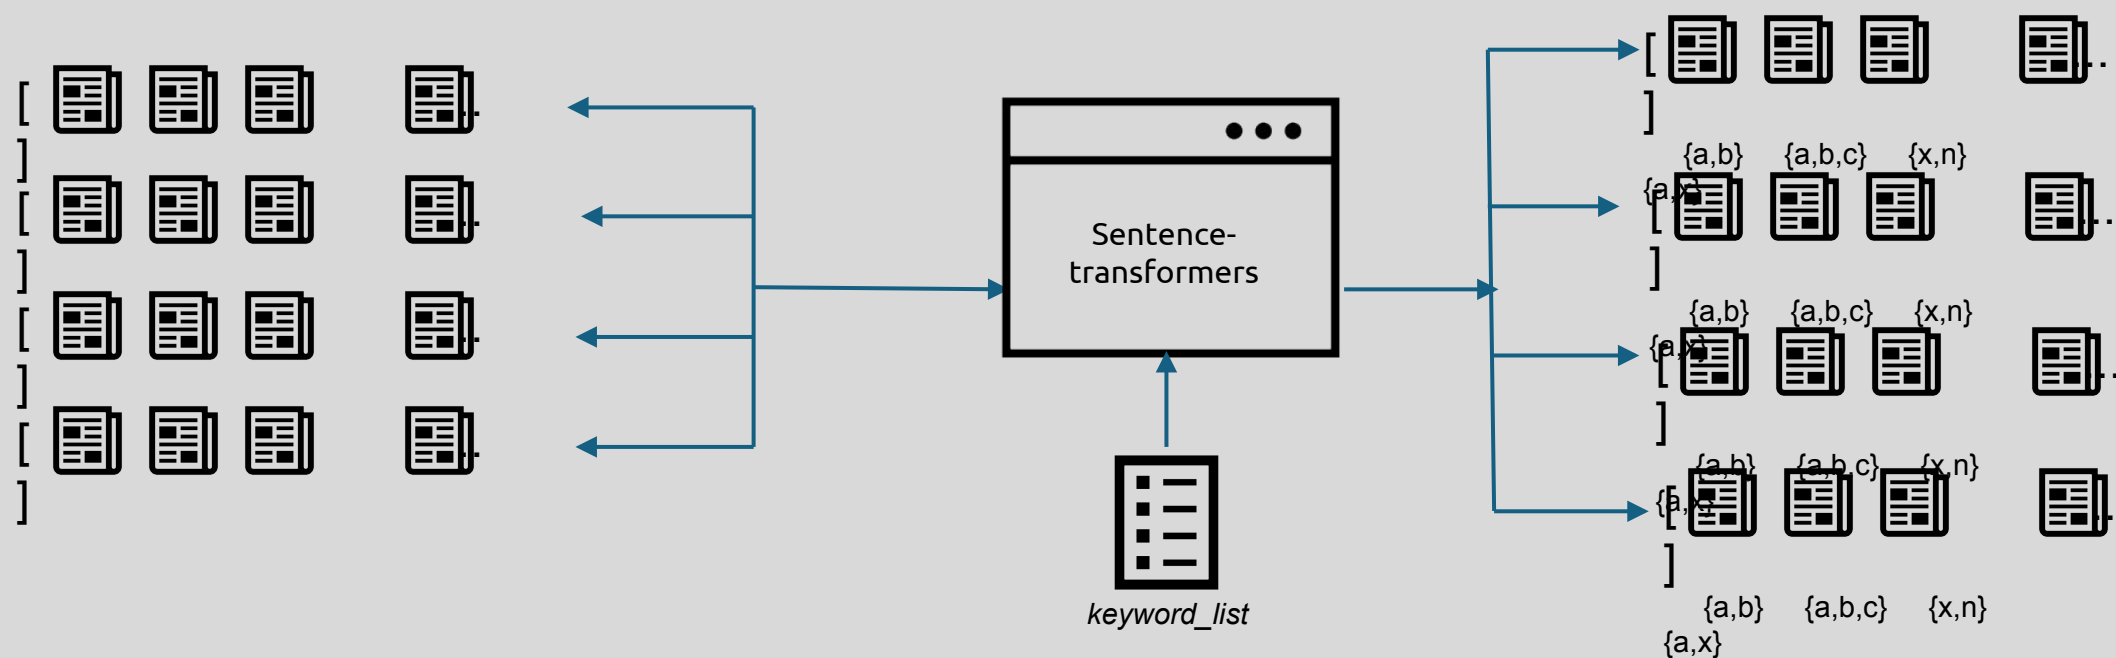 [ ..
]
[ ..
]
[ ..
]
[ ..
]
Sentence-
transformers
keyword_list
[ ...
]
{a,b} {a,b,c} {x,n}
{a,x}
[ ...
]
{a,b} {a,b,c} {x,n}
{a,x}
[ ...
]
{a,b} {a,b,c} {x,n}
{a,x}
[ ...
]
{a,b} {a,b,c} {x,n}
{a,x}